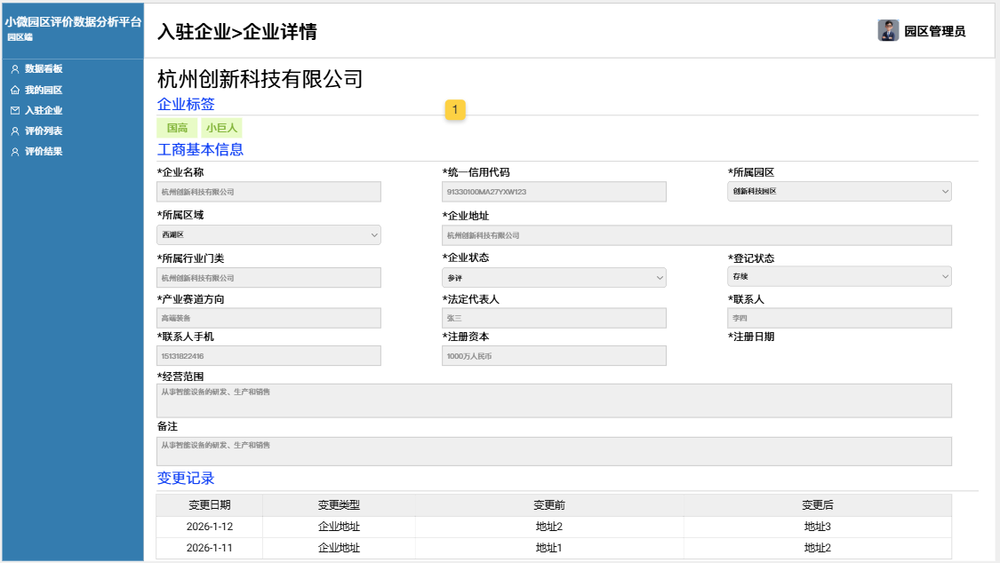 小微园区评价数据分析平台
园区端
数据看板
我的园区
入驻企业
评价列表
评价结果
入驻企业>企业详情
园区管理员
杭州创新科技有限公司
企业标签
1
国高 小巨人
工商基本信息
*企业名称 *统一信用代码 *所属园区
杭州创新科技有限公司 91330100MA27YXW123 创新科技园区
*所属区域 *企业地址
西湖区 杭州创新科技有限公司
*所属行业门类 *企业状态 *登记状态
杭州创新科技有限公司 参评 存续
*产业赛道方向 *法定代表人 *联系人
高端装备 张三 李四
*联系人手机 *注册资本 *注册日期
15131822416 1000万人民币
*经营范围
从事智能设备的研发、生产和销售
备注
从事智能设备的研发、生产和销售
变更记录
变更日期 变更类型 变更前 变更后
2026-1-12 企业地址 地址2 地址3
2026-1-11 企业地址 地址1 地址2